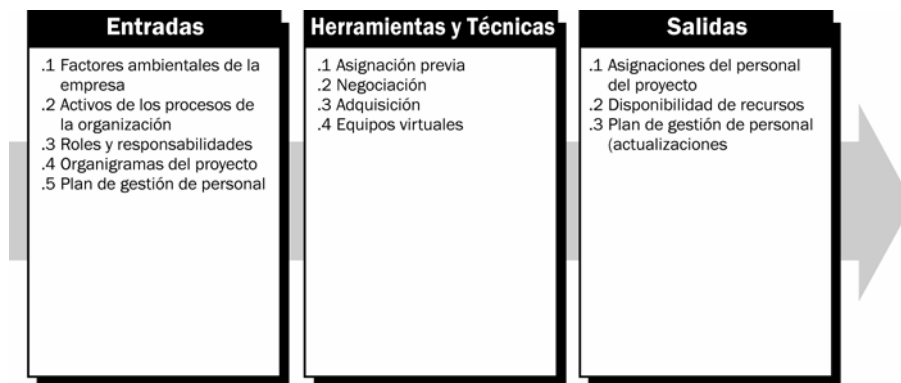 Entradas
.1 Factores ambientales de la
empresa
.2 Activos de los procesos de
la organización
.3 Roles y responsabilidades
.4 Organigramas del proyecto
.5 Plan de gestión de personal
Herramientas y Técnicas
.1 Asignación previa
.2 Negociación
.3 Adquisición
.4 Equipos virtuales
Salidas
.1 Asignaciones del personal
del proyecto
.2 Disponibilidad de recursos
.3 Plan de gestión de personal
(actualizaciones